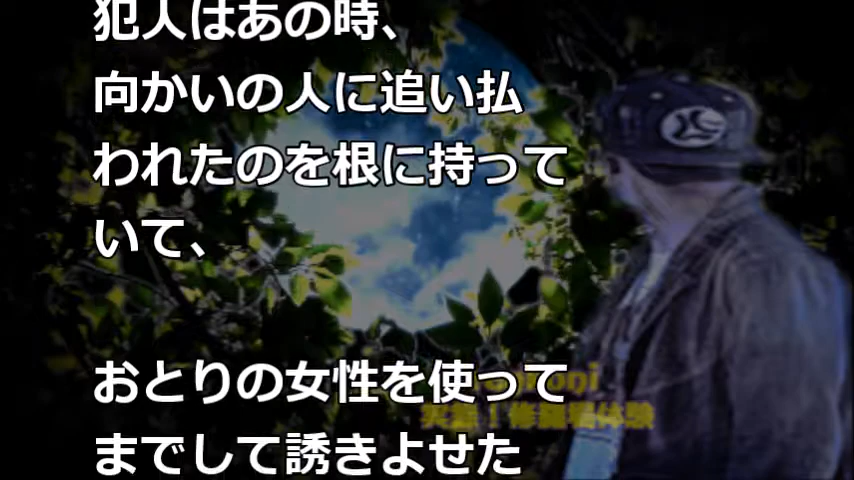 犯人はあの時、
向かいの人に追い払
われたのを根に持って
いて、
おとりの女性を使って
までして誘きよせた